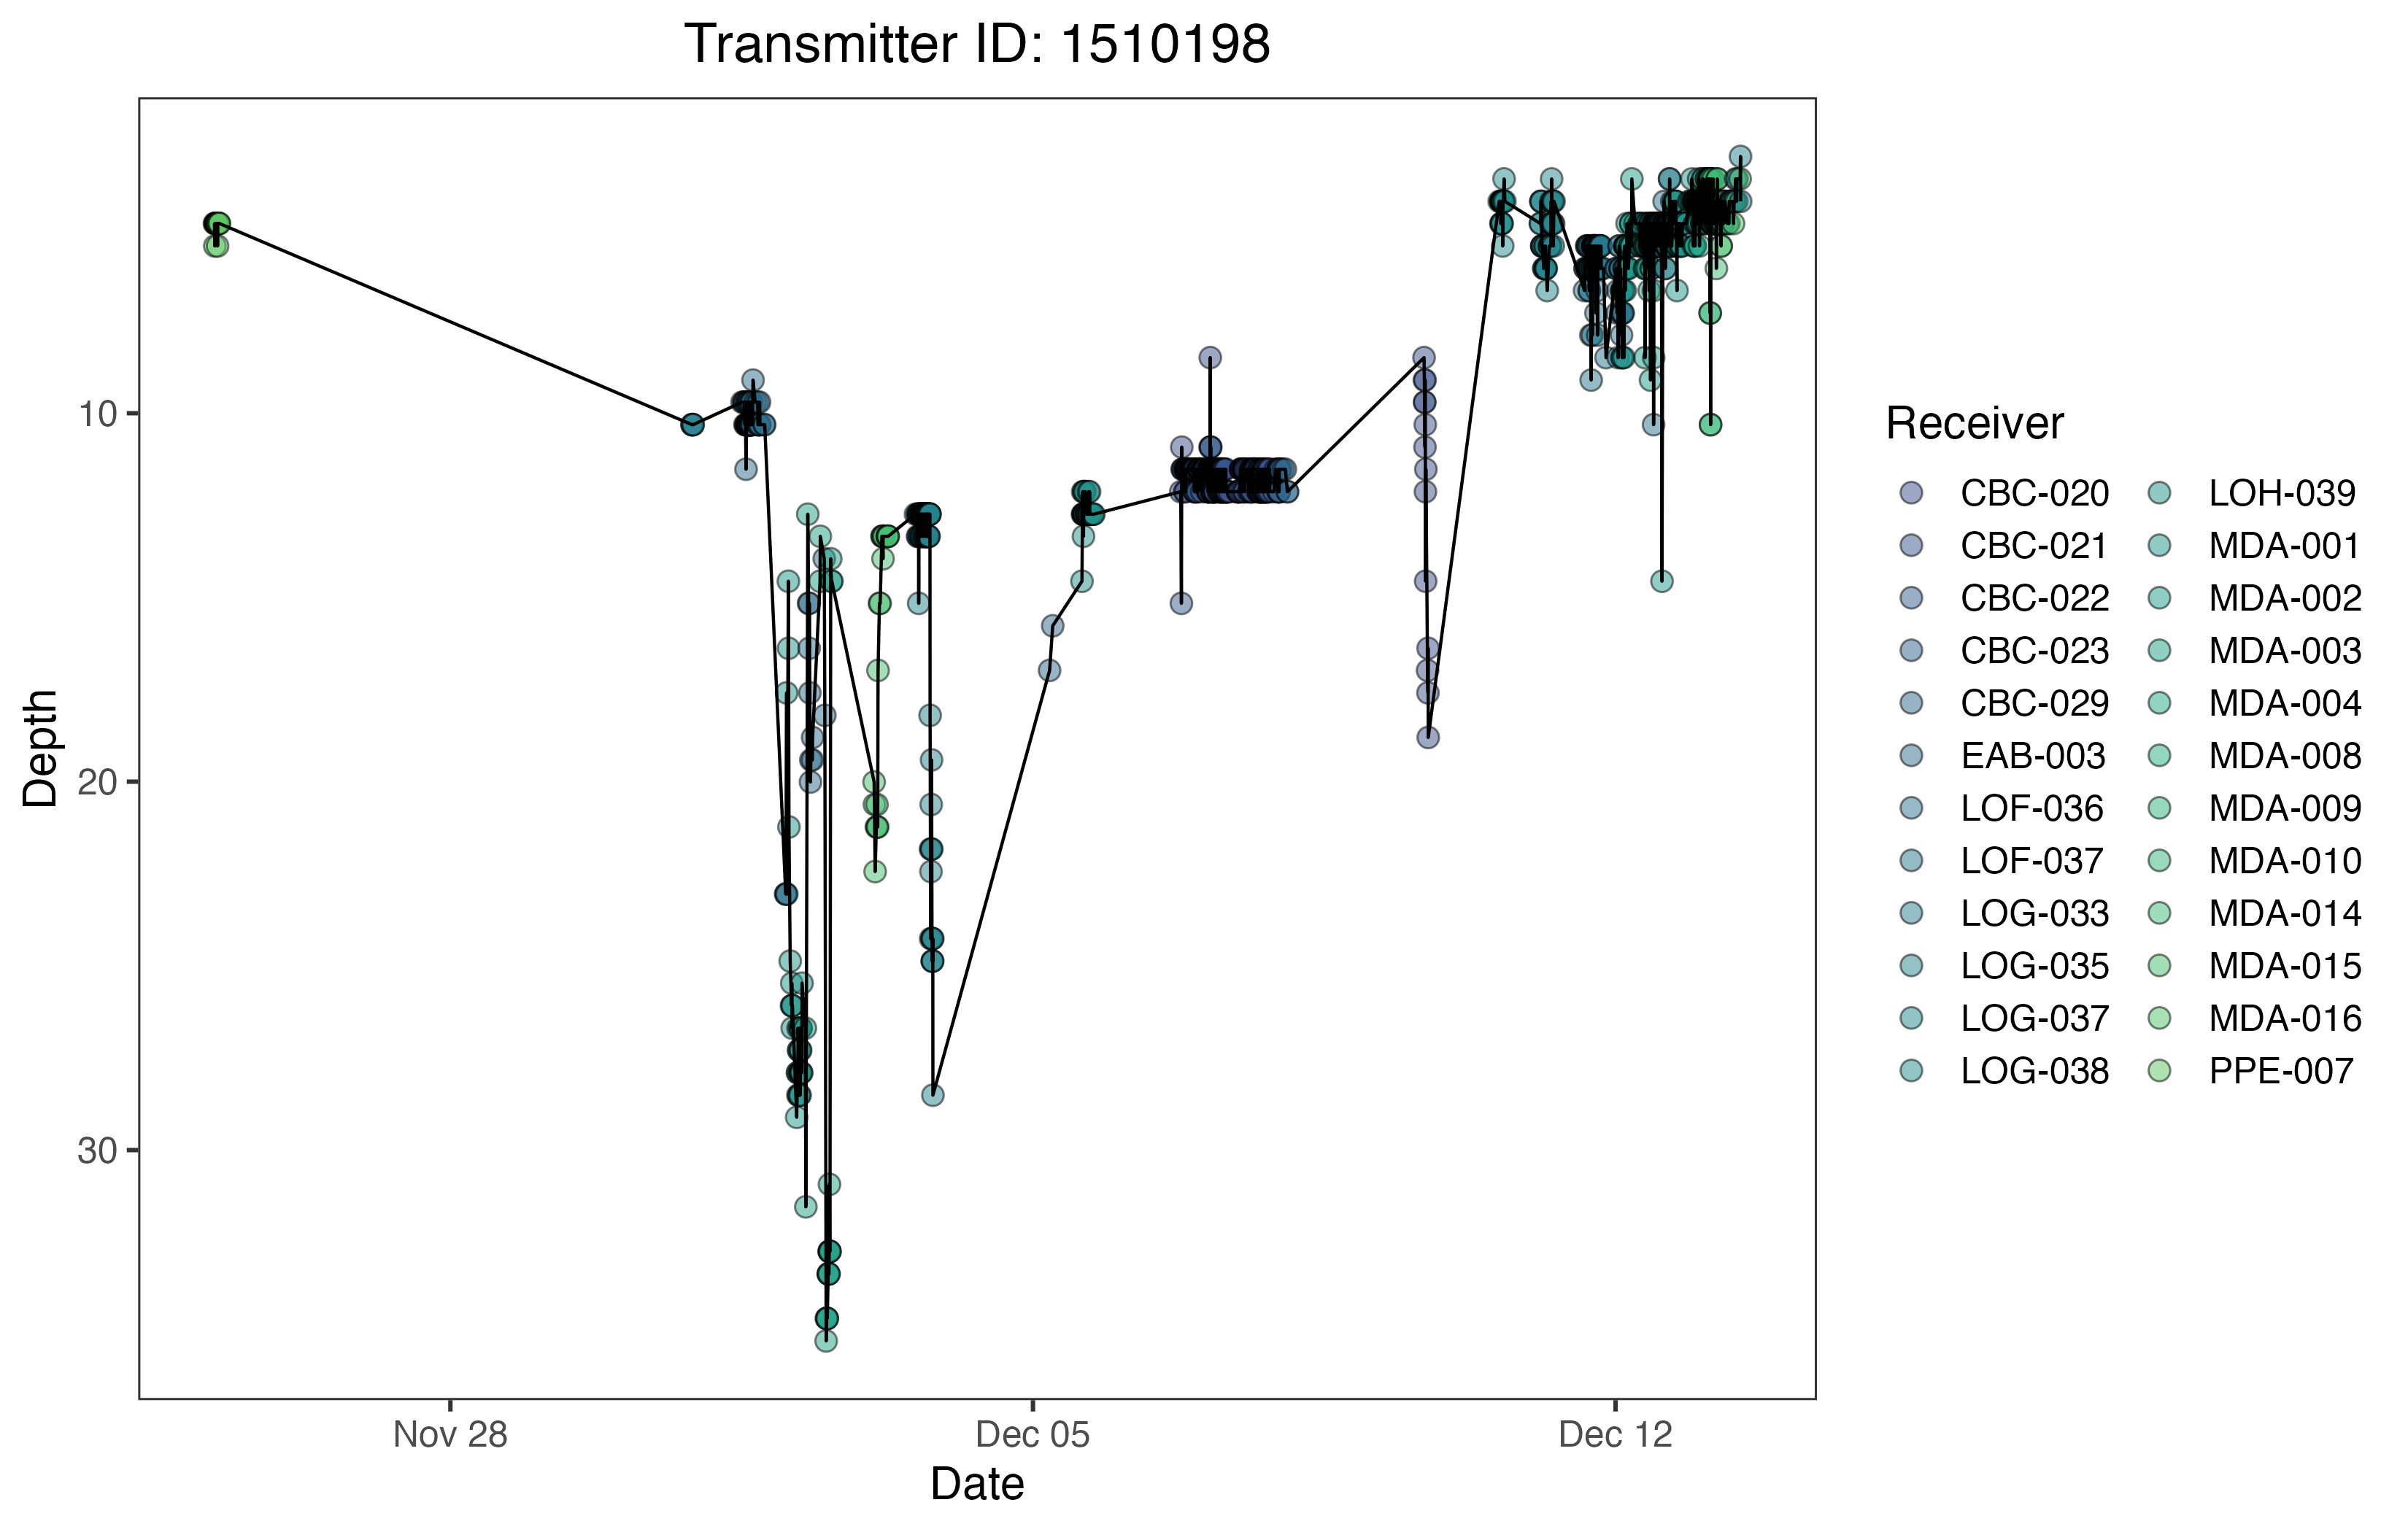 Transmitter ID: 1510198
Depth
10
20
30
Nov 28
Dec 05
Dec 12
Date
Receiver
CBC-020
CBC-021
CBC-022
CBC-023
CBC-029
EAB-003
LOF-036
LOF-037
LOG-033
LOG-035
LOG-037
LOG-038
LOH-039
MDA-001
MDA-002
MDA-003
MDA-004
MDA-008
MDA-009
MDA-010
MDA-014
MDA-015
MDA-016
PPE-007